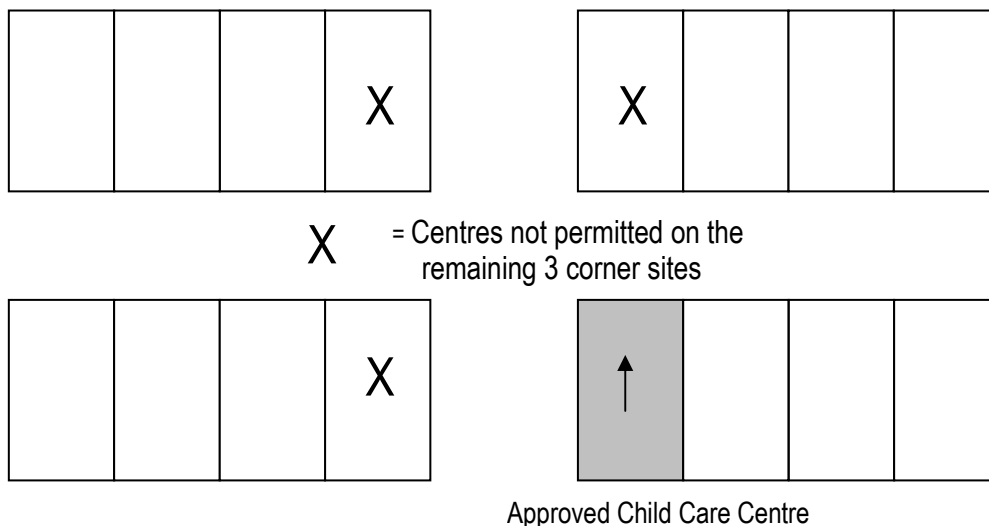 X X
X = Centres not permitted on the
remaining 3 corner sites
X
Approved Child Care Centre